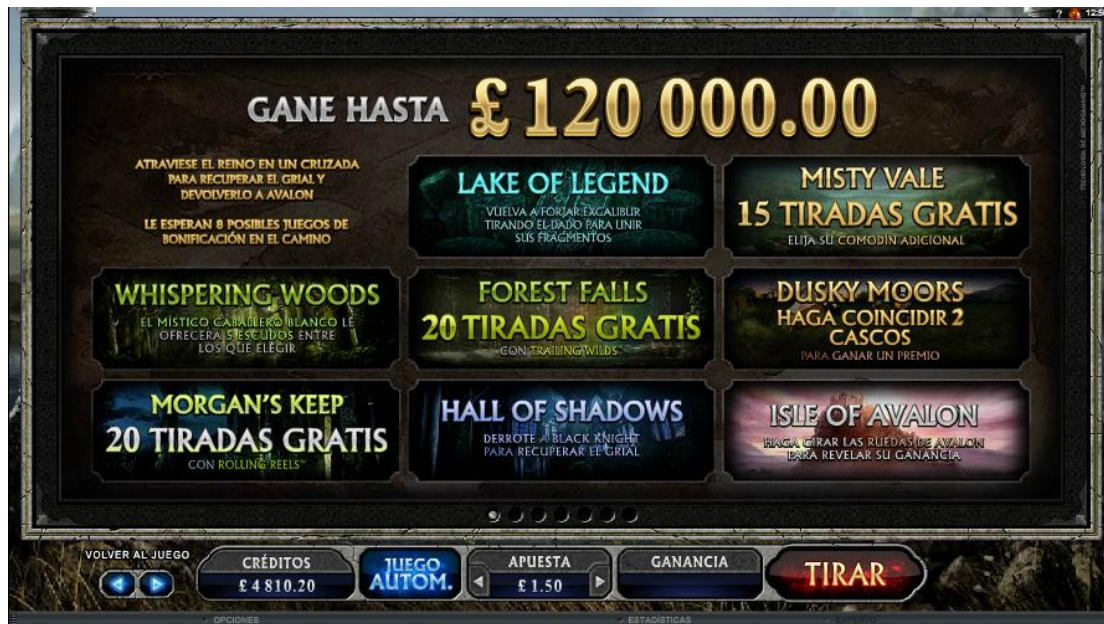 ? 12:5
GANE HASTA £120 000.00
ATRAVIESE EL REINO EN UN CRUZADA
PARA RECUPERAR EL GRIAL Y
DEVOLVERLO A AVALON
LE ESPERAN 8 POSIBLES JUEGOS DE
BONIFICACIÓN EN EL CAMINO
LAKE OF LEGEND
VUELVA A FORJAR EXCALIBUR
TIRANDO EL DADO PARA UNIR
SUS FRAGMENTOS
MISTY VALE
15 TIRADAS GRATIS
ELIJA SU COMODÍN ADICIONAL
WHISPERING WOODS
EL MÍSTICO CABALLERO BLANCO LE
OFRECERÁ 5 ESCUDOS ENTRE
LOS QUE ELEGIR
FOREST FALLS
20 TIRADAS GRATIS
CON TRAILING WILDS
DUSKY MOORS
HAGA COINCIDIR 2
CASCOS
PARA GANAR UN PREMIO
MORGAN'S KEEP
20 TIRADAS GRATIS
CON ROLLING REELS™
HALL OF SHADOWS
DERROTE A BLACK KNIGHT
PARA RECUPERAR EL GRIAL
ISLE OF AVALON
HAGA GIRAR LAS RUEDAS DE AVALON
PARA REVELAR SU GANANCIA
VOLVER AL JUEGO
CRÉDITOS
£4 810.20
JUEGO
AUTOM.
APUESTA
£1.50
GANANCIA
TIRAR
OPCIONES
ESTADÍSTICAS
EXPERTO